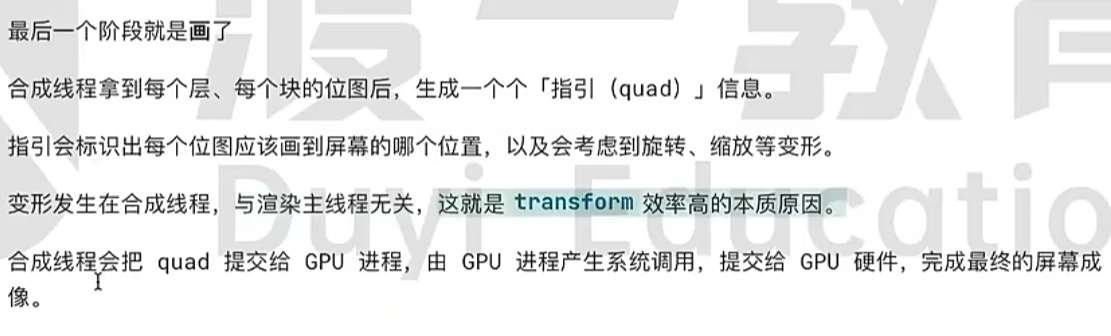 最后一个阶段就是画了
合成线程拿到每个层、每个块的位图后，生成一个个「指引（quad）」信息。
指引会标识出每个位图应该画到屏幕的哪个位置，以及会考虑到旋转、缩放等变形。
变形发生在合成线程，与渲染主线程无关，这就是 transform 效率高的本质原因。
合成线程会把 quad 提交给 GPU 进程，由 GPU 进程产生系统调用，提交给 GPU 硬件，完成最终的屏幕成
像。
渡一教育
Duyi Educatio